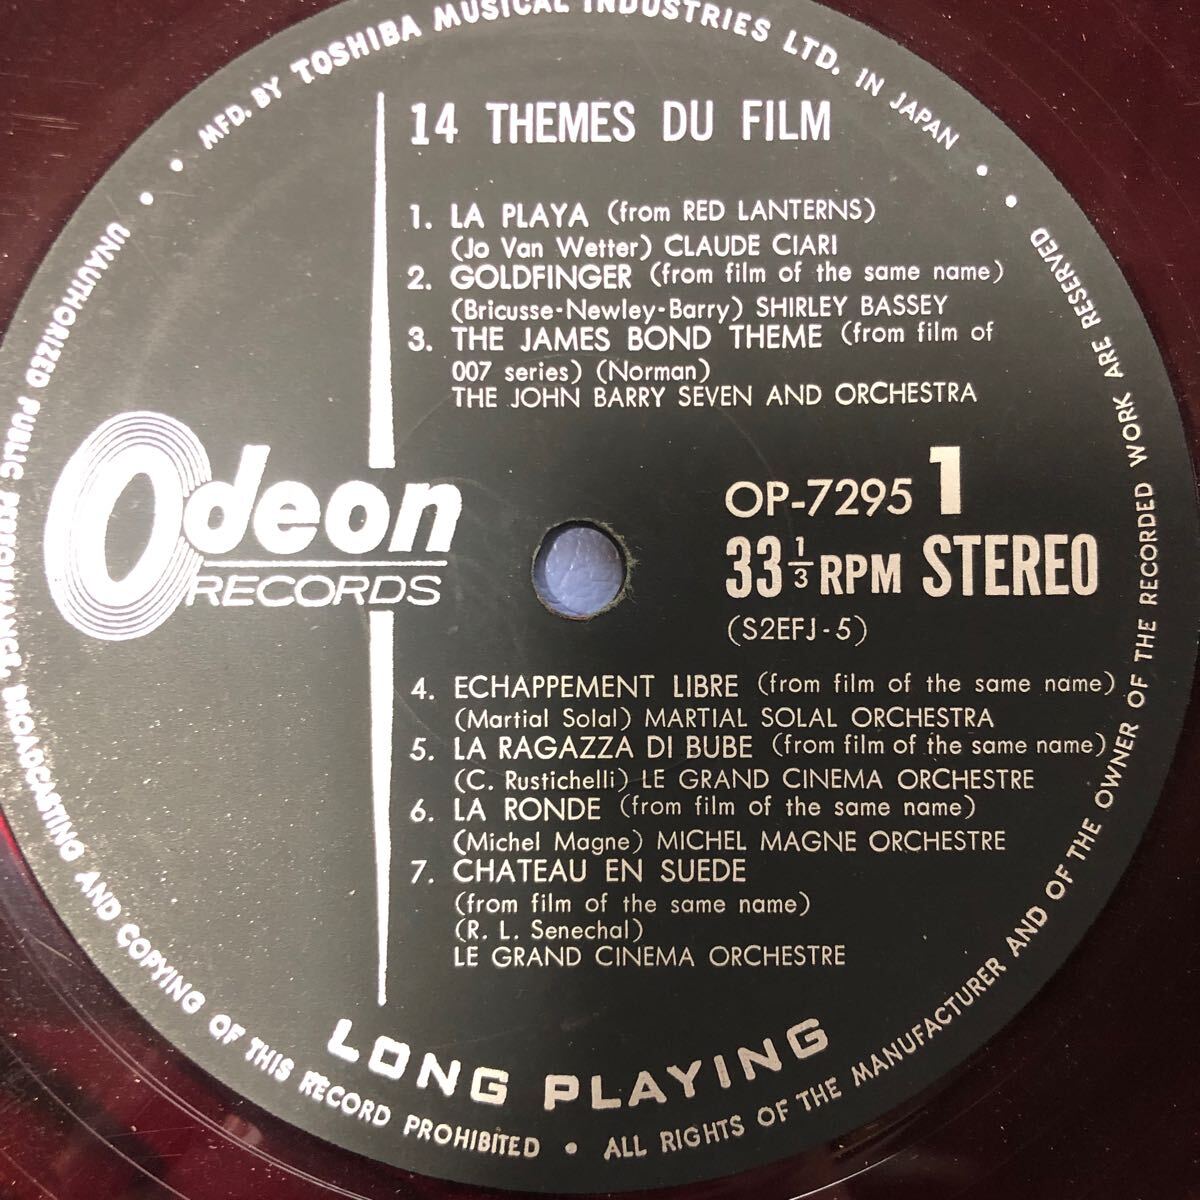 MFD. BY TOSHIBA MUSICAL INDUSTRIES LTD. IN JAPAN
14 THEMES DU FILM
1. LA PLAYA (from RED LANTERNS)
(Jo Van Wetter) CLAUDE CIARI
2. GOLDFINGER (from film of the same name)
(Bricusse-Newley-Barry) SHIRLEY BASSEY
3. THE JAMES BOND THEME (from film of
007 series) (Norman)
THE JOHN BARRY SEVEN AND ORCHESTRA
Odeon
RECORDS
OP-7295 1
33 1/3 RPM STEREO
(S2EFJ-5)
4. ECHAPPEMENT LIBRE (from film of the same name)
(Martial Solal) MARTIAL SOLAL ORCHESTRA
5. LA RAGAZZA DI BUBE (from film of the same name)
(C. Rustichelli) LE GRAND CINEMA ORCHESTRE
6. LA RONDE (from film of the same name)
(Michel Magne) MICHEL MAGNE ORCHESTRE
7. CHATEAU EN SUEDE
(from film of the same name)
(R. L. Senechal)
LE GRAND CINEMA ORCHESTRE
LONG PLAYING
UNAUTHORIZED PUBLIC PERFORMANCE, BROADCASTING AND COPYING OF THIS RECORD PROHIBITED • ALL RIGHTS OF THE MANUFACTURER AND OF THE OWNER OF THE RECORDED WORK ARE RESERVED